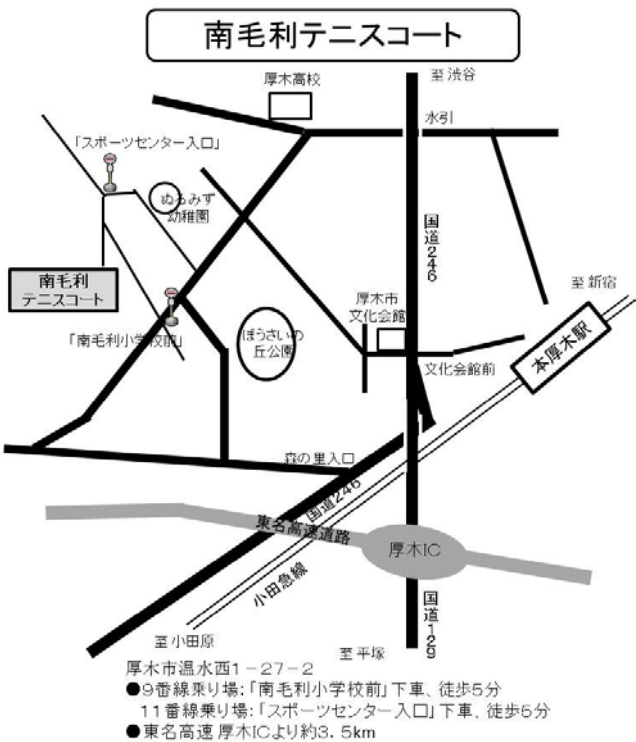 南毛利テニスコート
至 渋谷
厚木高校
水引
「スポーツセンター入口」
ぬるみず
幼稚園
国道246
南毛利
テニスコート
至 新宿
厚木市
文化会館
「南毛利小学校前」
ぼうさいの
丘公園
本厚木駅
文化会館前
森の里入口
国道246
東名高速道路
厚木IC
小田急線
国道129
至 小田原
至 平塚
厚木市温水西1-27-2
●9番線乗り場:「南毛利小学校前」下車、徒歩5分
11番線乗り場:「スポーツセンター入口」下車、徒歩5分
●東名高速 厚木ICより約3.5km